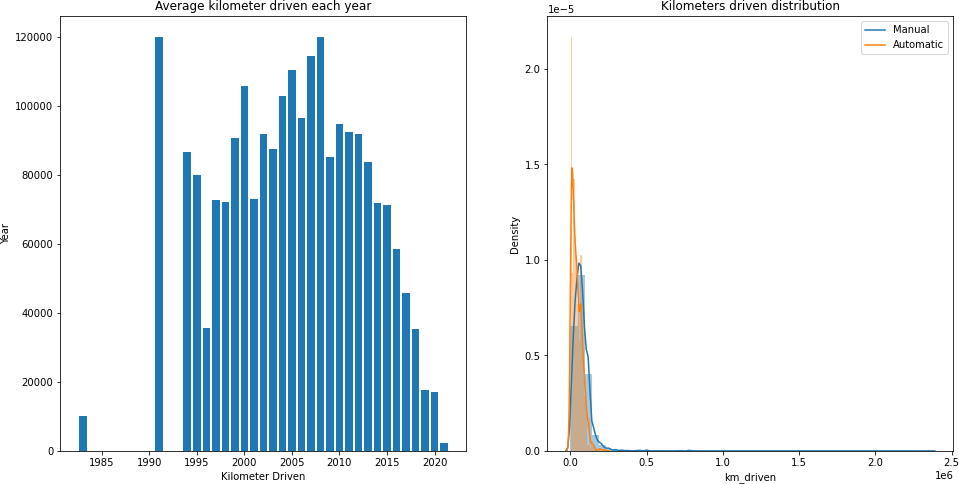 Average kilometer driven each year
120000
100000
80000
60000
40000
20000
0
Year
1985 1990 1995 2000 2005 2010 2015 2020
Kilometer Driven
Kilometers driven distribution
1e−5
Manual
Automatic
2.0
1.5
1.0
0.5
0.0
Density
0.0 0.5 1.0 1.5 2.0 2.5
1e6
km_driven